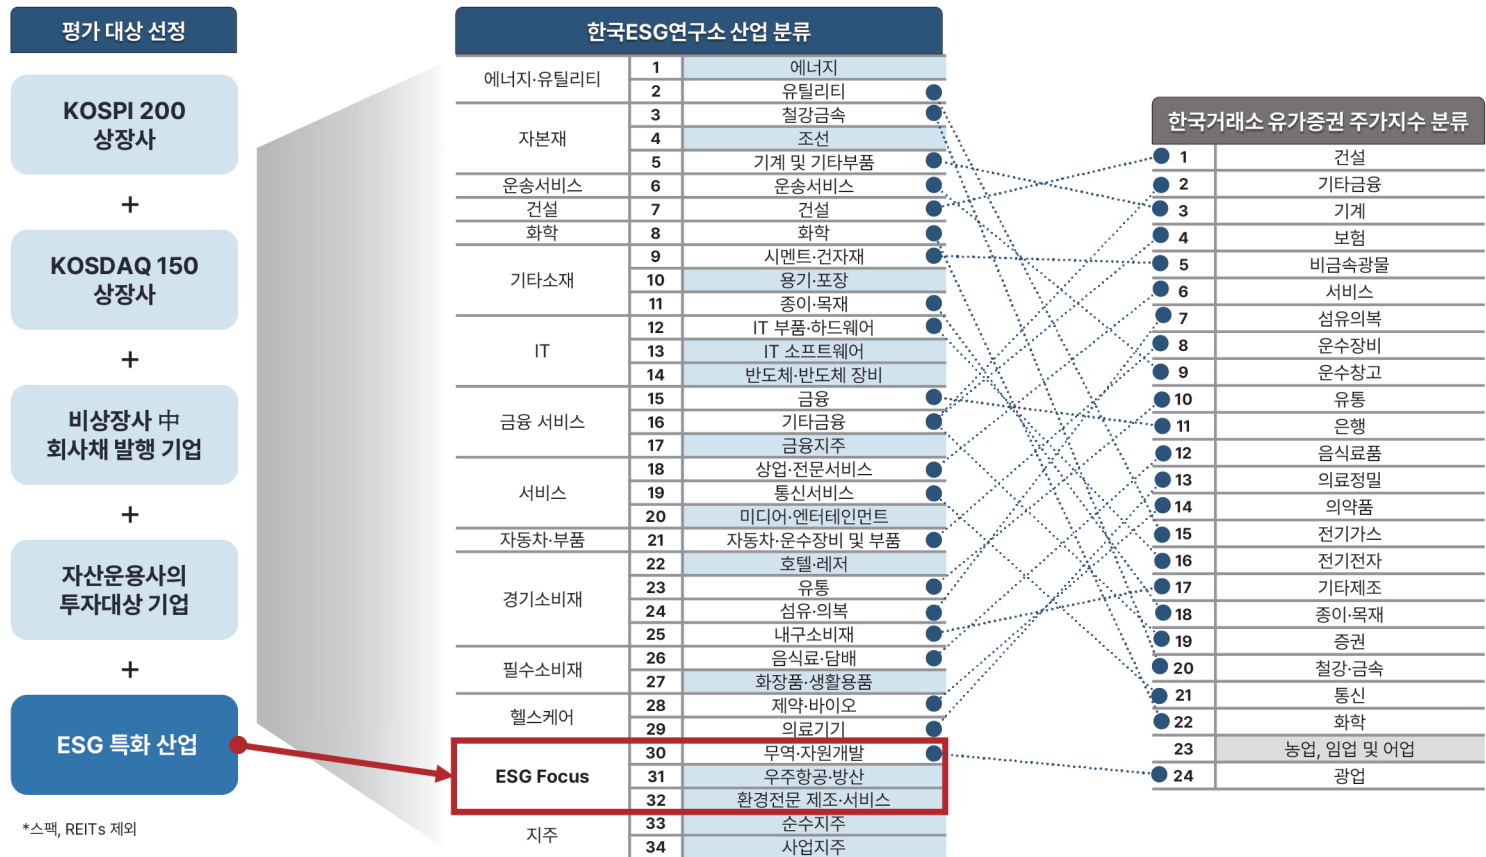 평가 대상 선정
KOSPI 200
상장사
+
KOSDAQ 150
상장사
+
비상장사 中
회사채 발행 기업
+
자산운용사의
투자대상 기업
+
ESG 특화 산업
*스팩, REITs 제외
한국ESG연구소 산업 분류
에너지·유틸리티
1 에너지
2 유틸리티
자본재
3 철강금속
4 조선
5 기계 및 기타부품
운송서비스 6 운송서비스
건설 7 건설
화학 8 화학
기타소재
9 시멘트·건자재
10 용기·포장
11 종이·목재
IT
12 IT 부품·하드웨어
13 IT 소프트웨어
14 반도체·반도체 장비
금융 서비스
15 금융
16 기타금융
17 금융지주
서비스
18 상업·전문서비스
19 통신서비스
20 미디어·엔터테인먼트
자동차·부품 21 자동차·운수장비 및 부품
경기소비재
22 호텔·레저
23 유통
24 섬유·의복
25 내구소비재
필수소비재
26 음식료·담배
27 화장품·생활용품
헬스케어
28 제약·바이오
29 의료기기
ESG Focus
30 무역·자원개발
31 우주항공·방산
32 환경전문 제조·서비스
지주
33 순수지주
34 사업지주
한국거래소 유가증권 주가지수 분류
1 건설
2 기타금융
3 기계
4 보험
5 비금속광물
6 서비스
7 섬유의복
8 운수장비
9 운수창고
10 유통
11 은행
12 음식료품
13 의료정밀
14 의약품
15 전기가스
16 전기전자
17 기타제조
18 종이·목재
19 증권
20 철강·금속
21 통신
22 화학
23 농업, 임업 및 어업
24 광업